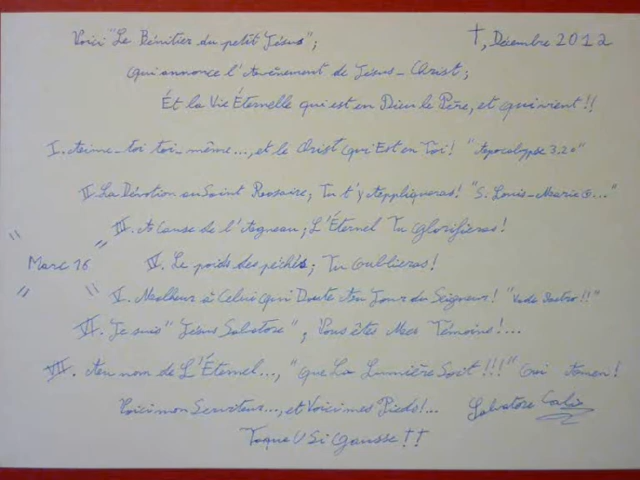 Voici "Le Bénitier du petit Jésus"; †, Décembre 2012
Qui annonce l'Avènement de Jésus-Christ;
Et la Vie Éternelle qui est en Dieu le Père, et qui vient!!
I. Aime-toi toi-même..., et le Christ qui Est en Toi! "Apocalypse 3.20"
II. La Dévotion au Saint Rosaire; Tu t'y Appliqueras! "S. Louis-Marie ..."
III. A Cause de l'Agneau; L'Éternel Tu Glorifieras!
Marc 16 IV. Le poids des péchés; Tu Oublieras!
V. Malheur à Celui qui Doute Au Jour du Seigneur! "Vade Rastro!!"
VI. Je suis "Jésus Salvatore", Vous êtes Mes Témoins!...
VII. Au nom de L'Éternel..., "Que La Lumière Soit!!!" Oui Amen!
Voici mon Serviteur..., et Voici mes Pieds!... Salvatore